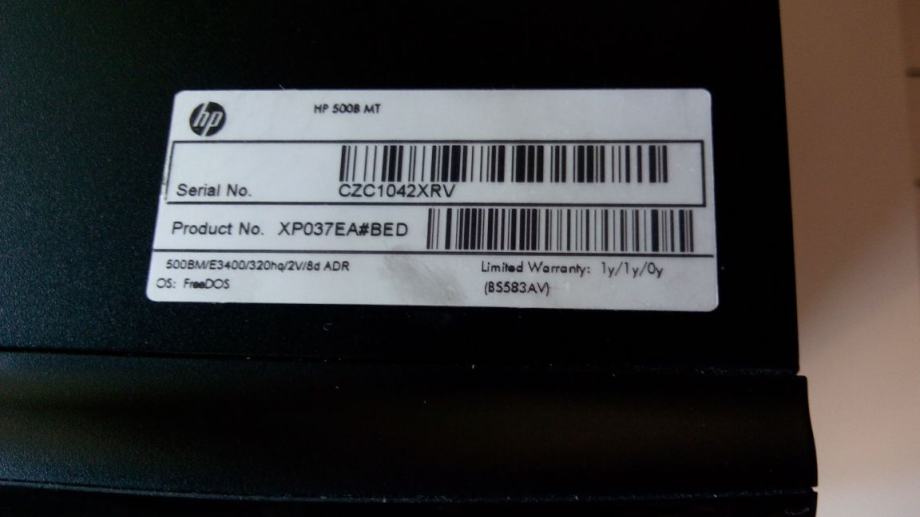 hp
HP 500B MT
Serial No. CZC1042XRV
Product No. XP037EA#BED
500BM/E3400/320hq/2V/8d ADR
Limited Warranty: 1y/1y/0y
OS: FreeDOS
(BS583AV)